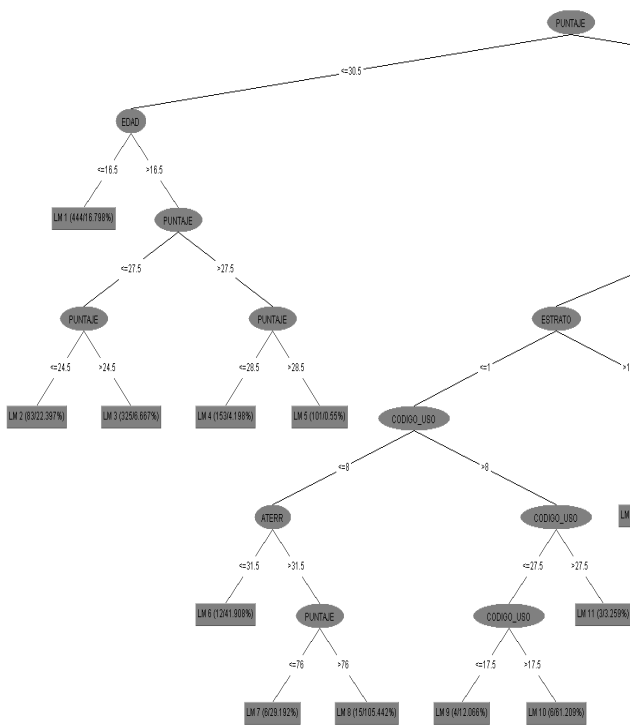 PUNTAJE
<=30.5
EDAD
<=16.5 >16.5
LM 1 (444/16.798%)
PUNTAJE
<=27.5 >27.5
PUNTAJE PUNTAJE ESTRATO
<=24.5 >24.5 <=28.5 >28.5 <=1 >1
LM 2 (83/22.397%) LM 3 (325/6.667%) LM 4 (153/4.198%) LM 5 (101/0.55%) CODIGO_USO
<=8 >8
ATERR CODIGO_USO LM
<=31.5 >31.5 <=27.5 >27.5
LM 6 (12/41.908%) PUNTAJE CODIGO_USO LM 11 (3/3.259%)
<=76 >76 <=17.5 >17.5
LM 7 (6/29.192%) LM 8 (15/105.442%) LM 9 (4/12.066%) LM 10 (6/61.209%)